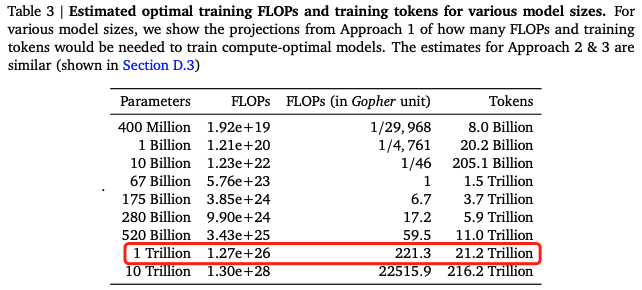 Table 3 | Estimated optimal training FLOPs and training tokens for various model sizes. For
various model sizes, we show the projections from Approach 1 of how many FLOPs and training
tokens would be needed to train compute-optimal models. The estimates for Approach 2 & 3 are
similar (shown in Section D.3)
Parameters FLOPs FLOPs (in Gopher unit) Tokens
400 Million 1.92e+19 1/29,968 8.0 Billion
1 Billion 1.21e+20 1/4,761 20.2 Billion
10 Billion 1.23e+22 1/46 205.1 Billion
67 Billion 5.76e+23 1 1.5 Trillion
175 Billion 3.85e+24 6.7 3.7 Trillion
280 Billion 9.90e+24 17.2 5.9 Trillion
520 Billion 3.43e+25 59.5 11.0 Trillion
1 Trillion 1.27e+26 221.3 21.2 Trillion
10 Trillion 1.30e+28 22515.9 216.2 Trillion